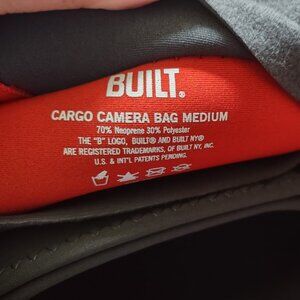 BUILT®
CARGO CAMERA BAG MEDIUM
70% Neoprene 30% Polyester
THE "B" LOGO, BUILT® AND BUILT NY®
ARE REGISTERED TRADEMARKS, OF BUILT NY, INC.
U.S. & INT'L PATENTS PENDING.